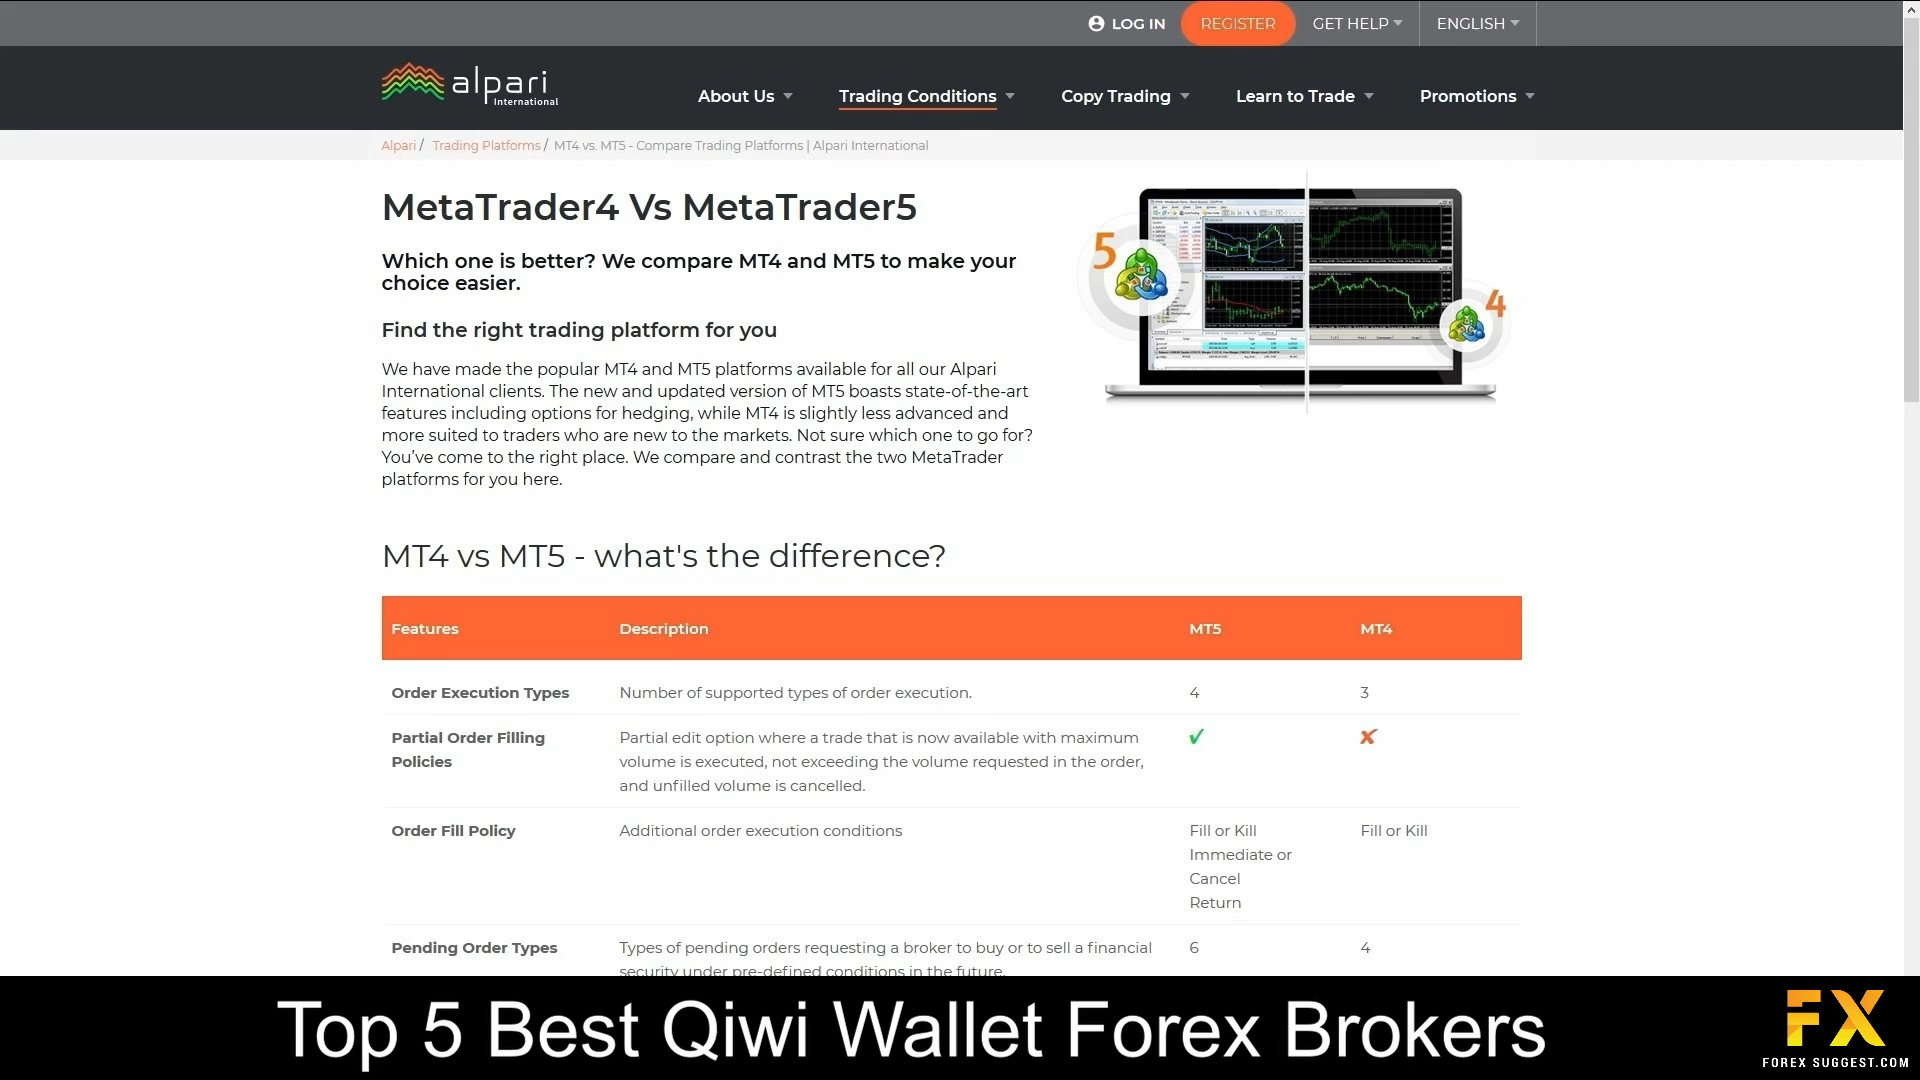 LOG IN REGISTER GET HELP ENGLISH
alpari
International
About Us Trading Conditions Copy Trading Learn to Trade Promotions
Alpari / Trading Platforms / MT4 vs. MT5 - Compare Trading Platforms | Alpari International
MetaTrader4 Vs MetaTrader5
Which one is better? We compare MT4 and MT5 to make your
choice easier.
Find the right trading platform for you
We have made the popular MT4 and MT5 platforms available for all our Alpari
International clients. The new and updated version of MT5 boasts state-of-the-art
features including options for hedging, while MT4 is slightly less advanced and
more suited to traders who are new to the markets. Not sure which one to go for?
You’ve come to the right place. We compare and contrast the two MetaTrader
platforms for you here.
5
4
MT4 vs MT5 - what's the difference?
Features Description MT5 MT4
Order Execution Types Number of supported types of order execution. 4 3
Partial Order Filling Partial edit option where a trade that is now available with maximum ✓ ✘
Policies volume is executed, not exceeding the volume requested in the order,
and unfilled volume is cancelled.
Order Fill Policy Additional order execution conditions Fill or Kill Fill or Kill
Immediate or
Cancel
Return
Pending Order Types Types of pending orders requesting a broker to buy or to sell a financial 6 4
security under pre-defined conditions in the future.
Top 5 Best Qiwi Wallet Forex Brokers
FX
FOREX SUGGEST.COM